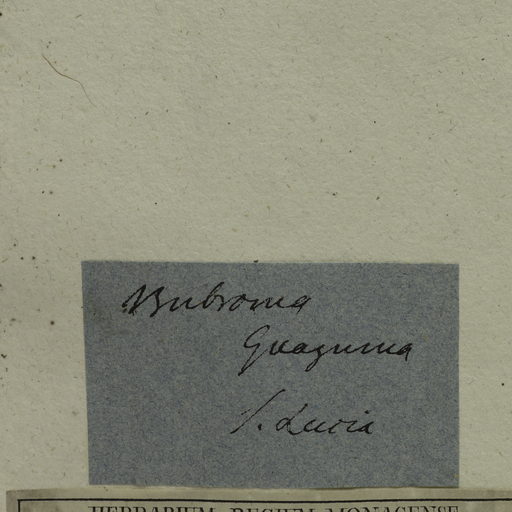 Bubroma
Guazuma
S. Lucia
HERBARIUM REGIUM MONACENSE